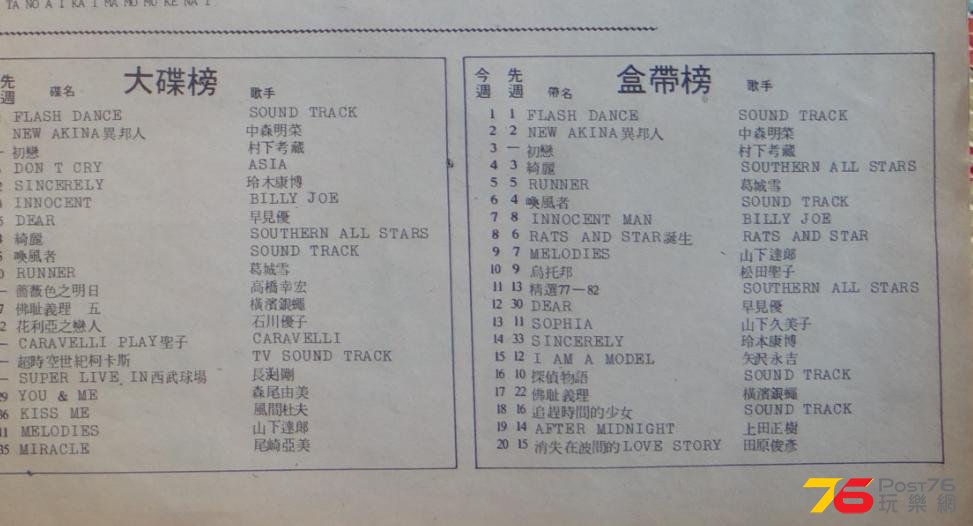 TA NO A I KA I MA MO MU KE NA I
先週 碟名 大碟榜 歌手
FLASH DANCE SOUND TRACK
NEW AKINA異邦人 中森明菜
初戀 村下考藏
DON T CRY ASIA
SINCERELY 玲木康博
INNOCENT BILLY JOE
DEAR 早見優
綺麗 SOUTHERN ALL STARS
喚風者 SOUND TRACK
RUNNER 葛城雪
薔薇色之明日 高橋幸宏
佛耻義理 五 橫濱銀蠅
花利亞之戀人 石川優子
CARAVELLI PLAY聖子 CARAVELLI
超時空世紀柯卡斯 TV SOUND TRACK
SUPER LIVE IN西武球場 長渕剛
YOU & ME 森尾由美
KISS ME 風間杜夫
MELODIES 山下達郎
MIRACLE 尾崎亞美
今週 先週 帶名 盒帶榜 歌手
1 1 FLASH DANCE SOUND TRACK
2 2 NEW AKINA異邦人 中森明菜
3 — 初戀 村下考藏
4 3 綺麗 SOUTHERN ALL STARS
5 5 RUNNER 葛城雪
6 4 喚風者 SOUND TRACK
7 8 INNOCENT MAN BILLY JOE
8 6 RATS AND STAR誕生 RATS AND STAR
9 7 MELODIES 山下達郎
10 9 烏托邦 松田聖子
11 13 精選77—82 SOUTHERN ALL STARS
12 30 DEAR 早見優
13 11 SOPHIA 山下久美子
14 33 SINCERELY 玲本康博
15 12 I AM A MODEL 矢沢永吉
16 10 探偵物語 SOUND TRACK
17 22 佛耻義理 橫濱銀蠅
18 16 追趕時間的少女 SOUND TRACK
19 14 AFTER MIDNIGHT 上田正樹
20 15 消失在波間的LOVE STORY 田原俊彥
76 POST76 玩樂網